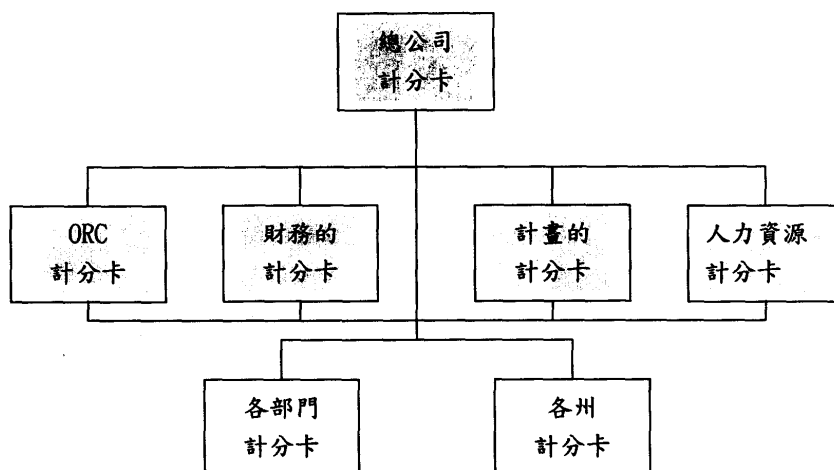 總公司
計分卡
ORC
計分卡
財務的
計分卡
計畫的
計分卡
人力資源
計分卡
各部門
計分卡
各州
計分卡